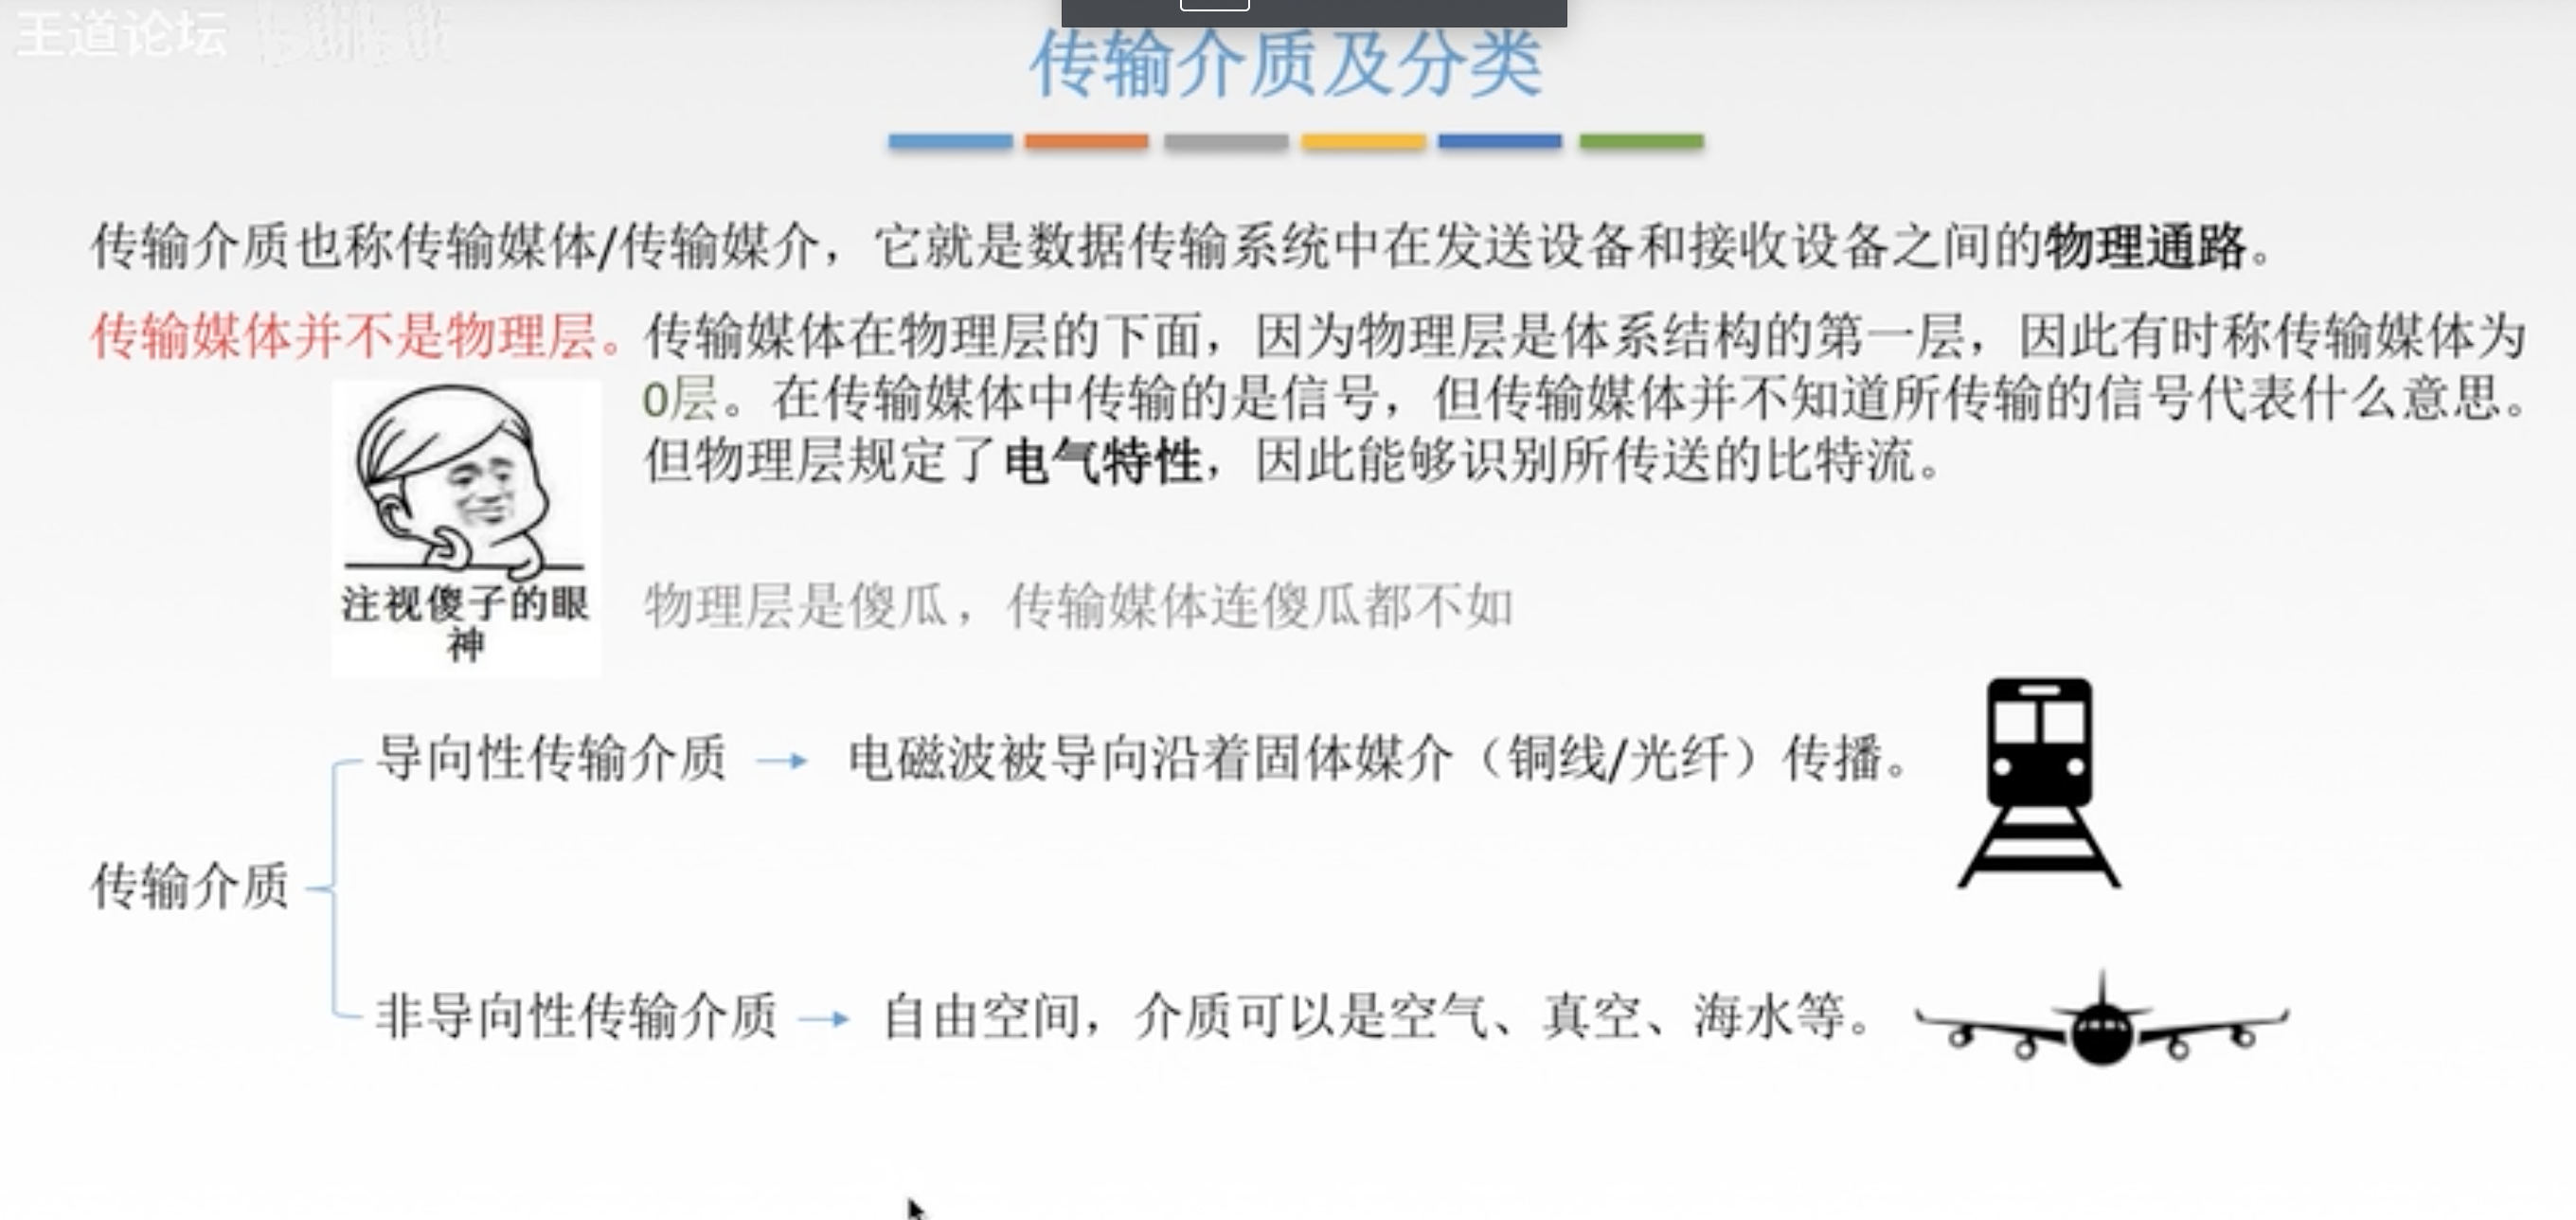 王道论坛
传输介质及分类
传输介质也称传输媒体/传输媒介，它就是数据传输系统中在发送设备和接收设备之间的物理通路。
传输媒体并不是物理层。传输媒体在物理层的下面，因为物理层是体系结构的第一层，因此有时称传输媒体为
0层。在传输媒体中传输的是信号，但传输媒体并不知道所传输的信号代表什么意思。
但物理层规定了电气特性，因此能够识别所传送的比特流。
注视傻子的眼
神
物理层是傻瓜，传输媒体连傻瓜都不如
导向性传输介质
电磁波被导向沿着固体媒介（铜线/光纤）传播。
传输介质
非导向性传输介质
自由空间，介质可以是空气、真空、海水等。